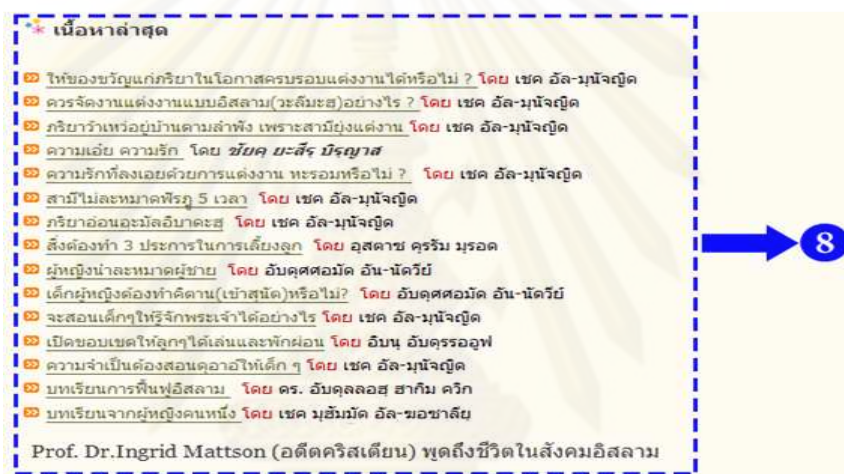 เนื้อหาล่าสุด
ให้ของขวัญแก่ภริยาในโอกาสครบรอบแต่งงานได้หรือไม่ ? โดย เชค อัล-มุนัจญิด
ควรจัดงานแต่งงานแบบอิสลาม(วะลีมะฮ)อย่างไร ? โดย เชค อัล-มุนัจญิด
ภริยาว้าเหว่อยู่บ้านตามลำพัง เพราะสามียุ่งแต่งาน โดย เชค อัล-มุนัจญิด
ความเอ๋ย ความรัก โดย ซัยคฺ ยะสีรฺ บิรฺญาส
ความรักที่ลงเอยด้วยการแต่งงาน หะรอมหรือไม่ ? โดย เชค อัล-มุนัจญิด
สามีไม่ละหมาดฟัรฎู 5 เวลา โดย เชค อัล-มุนัจญิด
ภริยาอ่อนอะมัลอิบาดะฮฺ โดย เชค อัล-มุนัจญิด
สิ่งต้องทำ 3 ประการในการเลี้ยงลูก โดย อุสตาซ คุรรัม มุรอด
ผู้หญิงนำละหมาดผู้ชาย โดย อับดุศศอมัด อัน-นัดวีย์
เด็กผู้หญิงต้องทำคิตาน(เข้าสุนัต)หรือไม่? โดย อับดุศศอมัด อัน-นัดวีย์
จะสอนเด็กๆให้รู้จักพระเจ้าได้อย่างไร โดย เชค อัล-มุนัจญิด
เปิดขอบเขตให้ลูกๆได้เล่นและพักผ่อน โดย อิบนุ อับดุรรออูฟ
ความจำเป็นต้องสอนดุอาอ์ให้เด็ก ๆ โดย เชค อัล-มุนัจญิด
บทเรียนการฟื้นฟูอิสลาม โดย ดร. อับดุลลอฮฺ ฮากิม ควิก
บทเรียนจากผู้หญิงคนหนึ่ง โดย เชค มุฮัมมัด อัล-ฆอซาลีย
Prof. Dr.Ingrid Mattson (อดีตคริสเตียน) พูดถึงชีวิตในสังคมอิสลาม
8